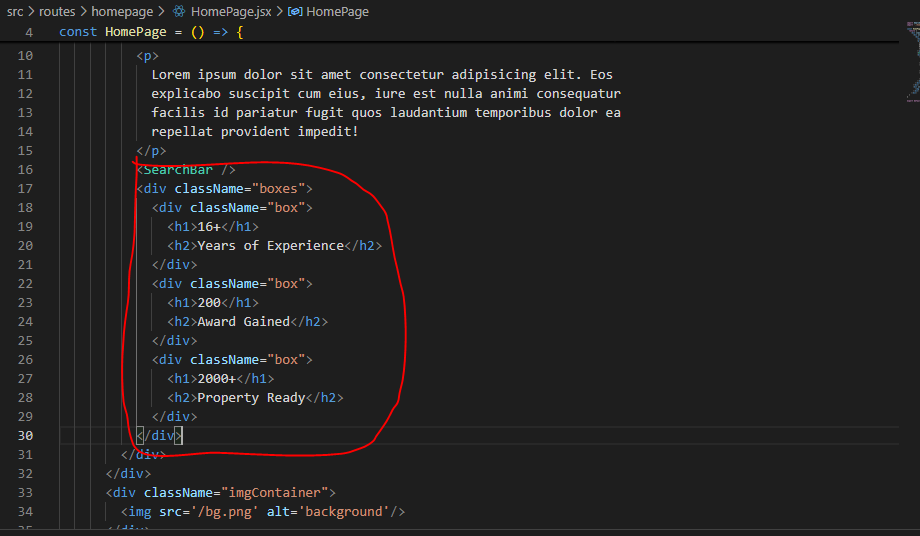 src > routes > homepage > HomePage.jsx > HomePage
4 const HomePage = () => {
10 <p>
11 Lorem ipsum dolor sit amet consectetur adipisicing elit. Eos
12 explicabo suscipit cum eius, iure est nulla animi consequatur
13 facilis id pariatur fugit quos laudantium temporibus dolor ea
14 repellat provident impedit!
15 </p>
16 <SearchBar />
17 <div className="boxes">
18 <div className="box">
19 <h1>16+</h1>
20 <h2>Years of Experience</h2>
21 </div>
22 <div className="box">
23 <h1>200</h1>
24 <h2>Award Gained</h2>
25 </div>
26 <div className="box">
27 <h1>2000+</h1>
28 <h2>Property Ready</h2>
29 </div>
30 </div>
31 </div>
32 </div>
33 <div className="imgContainer">
34 <img src='/bg.png' alt='background'/>
35 </div>